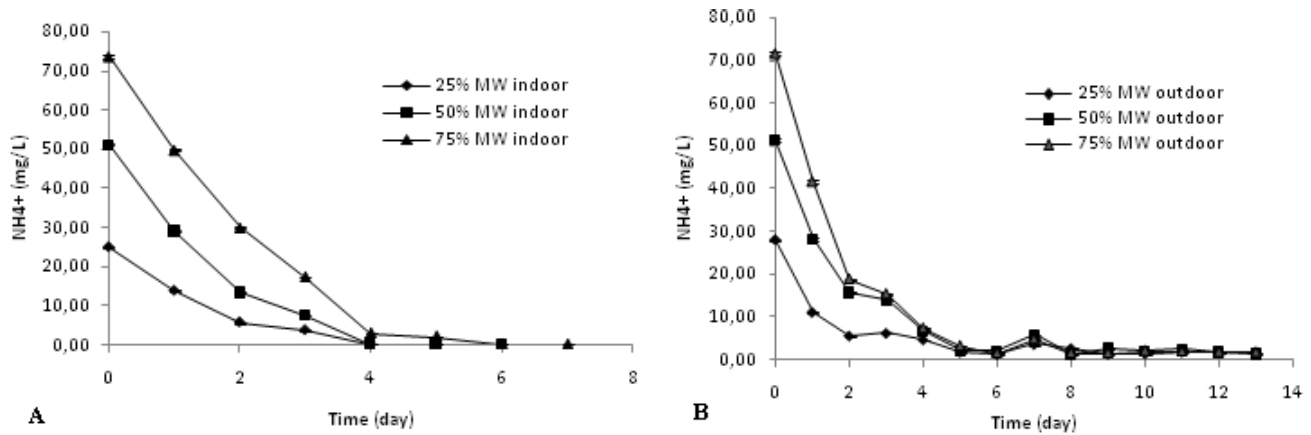 80,00
70,00
60,00
50,00
40,00
30,00
20,00
10,00
0,00
NH4+ (mg/L)
25% MW indoor
50% MW indoor
75% MW indoor
0 2 4 6 8
Time (day)
A
80,00
70,00
60,00
50,00
40,00
30,00
20,00
10,00
0,00
NH4+ (mg/L)
25% MW outdoor
50% MW outdoor
75% MW outdoor
0 2 4 6 8 10 12 14
Time (day)
B